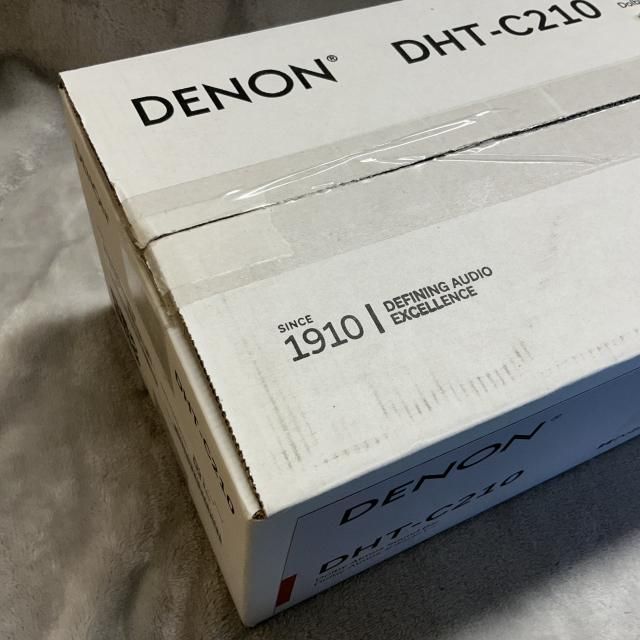 DENON® DHT-C210
SINCE
1910
DEFINING AUDIO
EXCELLENCE
DENON®
DHT-C210